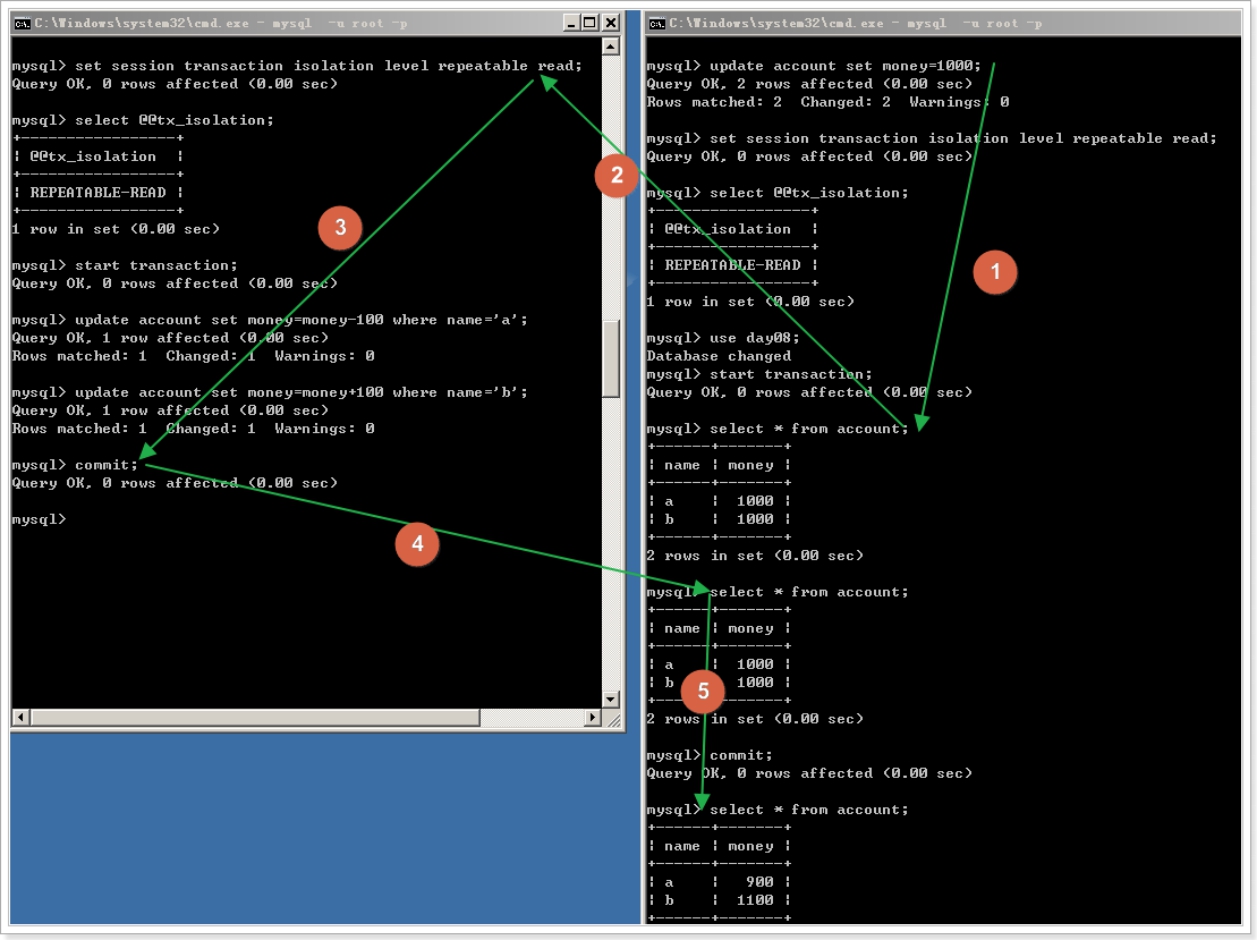 C:\Windows\system32\cmd.exe - mysql  -u root -p
mysql> set session transaction isolation level repeatable read;
Query OK, 0 rows affected (0.00 sec)
mysql> select @@tx_isolation;
+-----------------+
| @@tx_isolation  |
+-----------------+
| REPEATABLE-READ |
+-----------------+
1 row in set (0.00 sec)
mysql> start transaction;
Query OK, 0 rows affected (0.00 sec)
mysql> update account set money=money-100 where name='a';
Query OK, 1 row affected (0.00 sec)
Rows matched: 1  Changed: 1  Warnings: 0
mysql> update account set money=money+100 where name='b';
Query OK, 1 row affected (0.00 sec)
Rows matched: 1  Changed: 1  Warnings: 0
mysql> commit;
Query OK, 0 rows affected (0.00 sec)
mysql>
3
4
2
C:\Windows\system32\cmd.exe - mysql  -u root -p
mysql> update account set money=1000;
Query OK, 2 rows affected (0.00 sec)
Rows matched: 2  Changed: 2  Warnings: 0
mysql> set session transaction isolation level repeatable read;
Query OK, 0 rows affected (0.00 sec)
mysql> select @@tx_isolation;
+-----------------+
| @@tx_isolation  |
+-----------------+
| REPEATABLE-READ |
+-----------------+
1 row in set (0.00 sec)
mysql> use day08;
Database changed
mysql> start transaction;
Query OK, 0 rows affected (0.00 sec)
mysql> select * from account;
+------+-------+
| name | money |
+------+-------+
| a    |  1000 |
| b    |  1000 |
+------+-------+
2 rows in set (0.00 sec)
mysql> select * from account;
+------+-------+
| name | money |
+------+-------+
| a    |  1000 |
| b    |  1000 |
+------+-------+
2 rows in set (0.00 sec)
mysql> commit;
Query OK, 0 rows affected (0.00 sec)
mysql> select * from account;
+------+-------+
| name | money |
+------+-------+
| a    |   900 |
| b    |  1100 |
+------+-------+
1
5